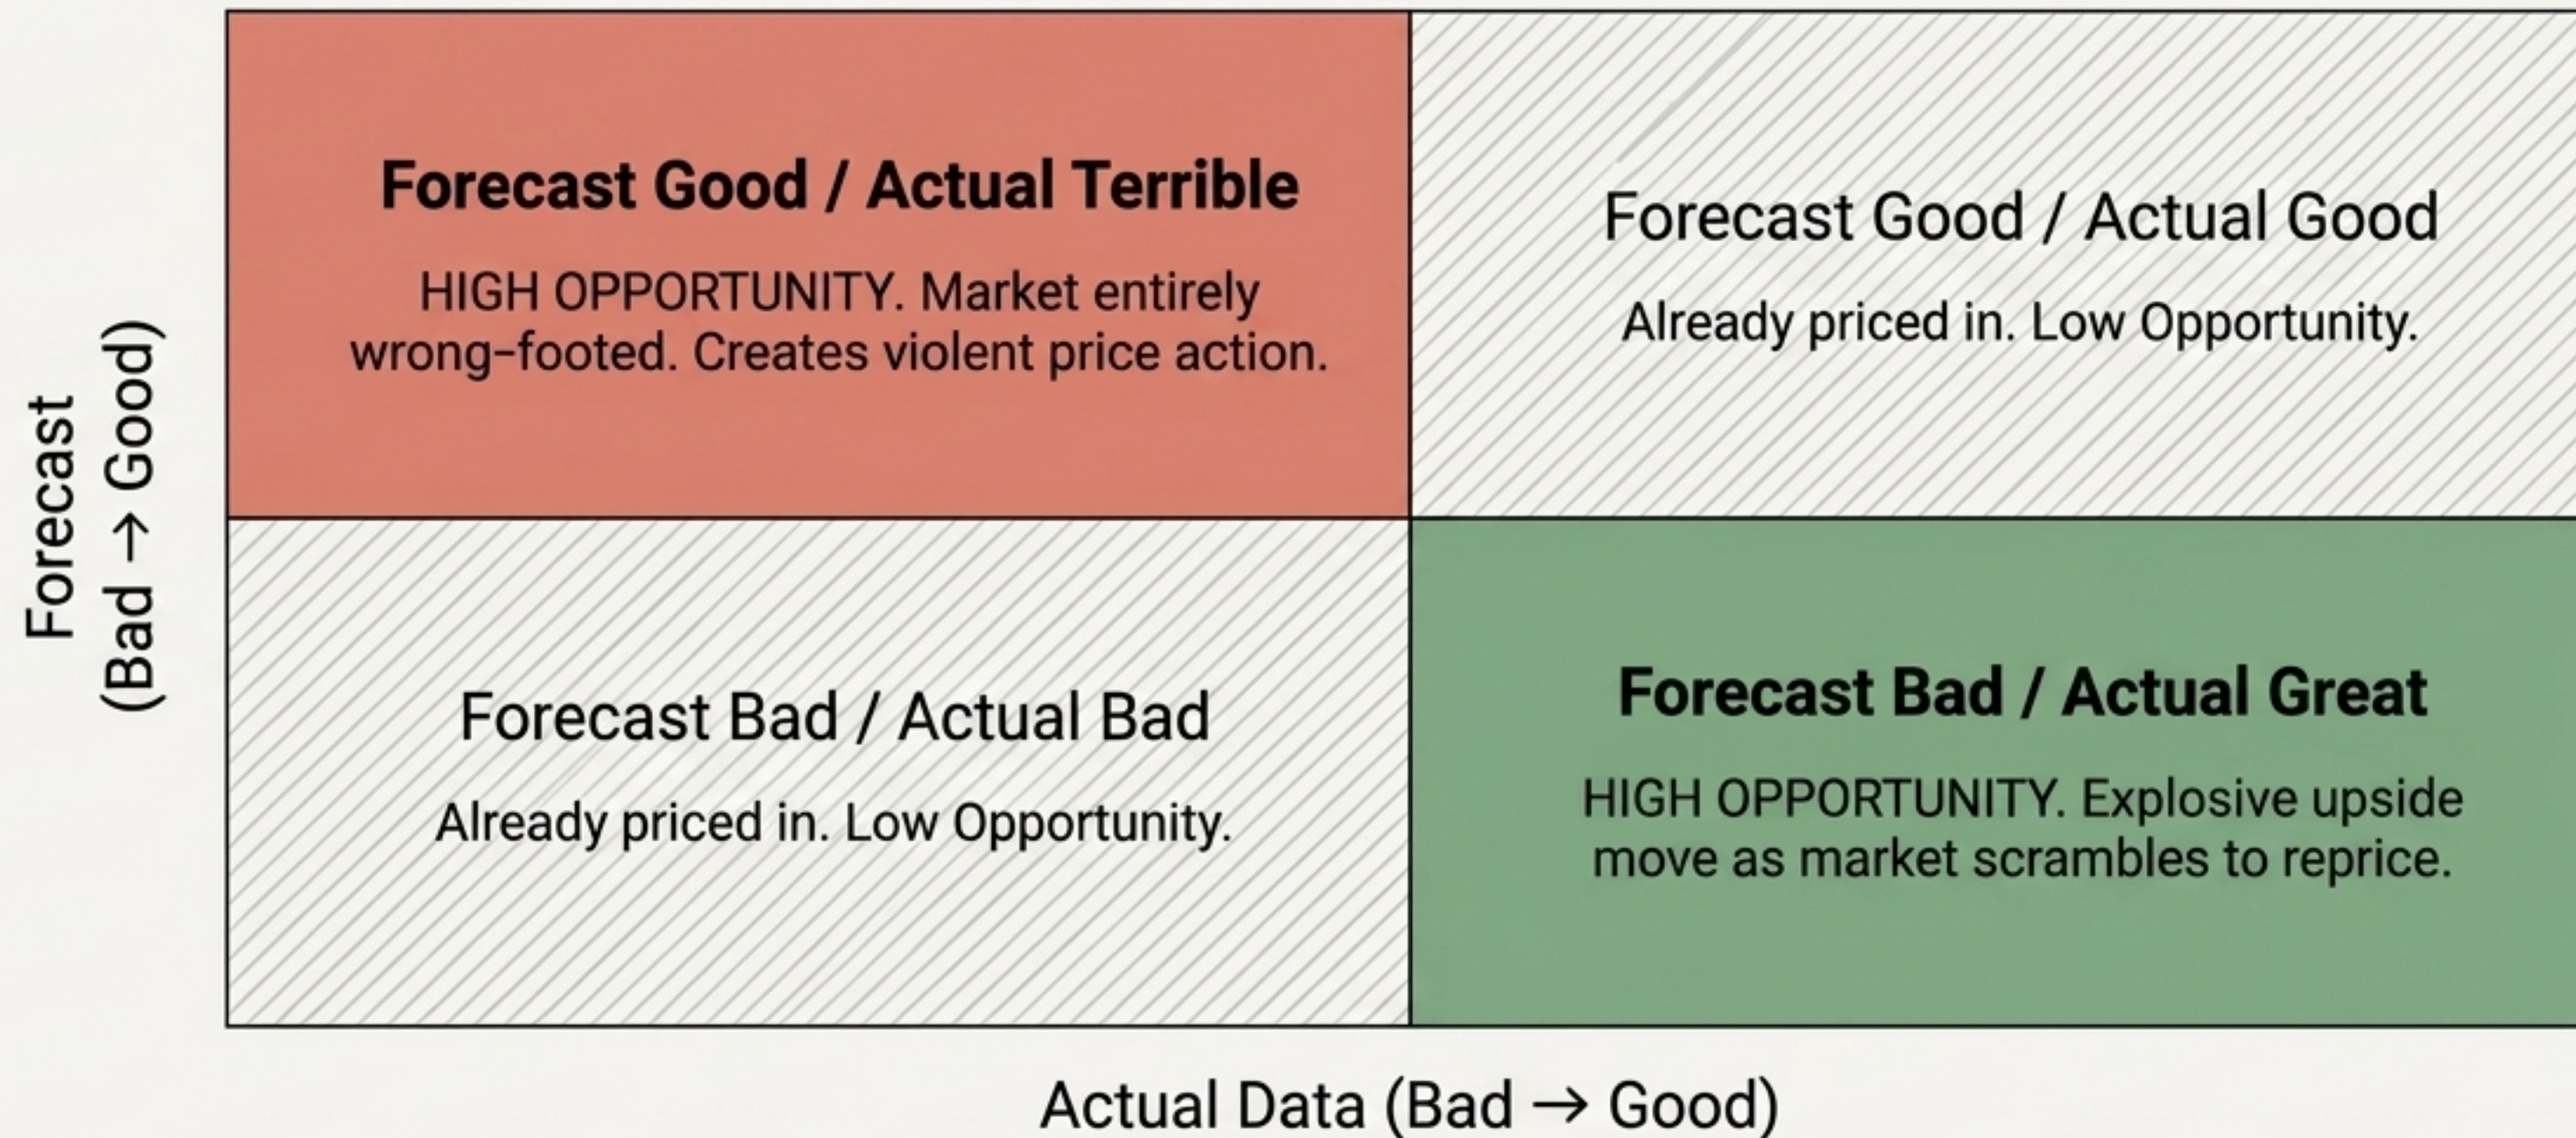 Forecast
(Bad → Good)
Forecast Good / Actual Terrible
HIGH OPPORTUNITY. Market entirely
wrong-footed. Creates violent price action.
Forecast Good / Actual Good
Already priced in. Low Opportunity.
Forecast Bad / Actual Bad
Already priced in. Low Opportunity.
Forecast Bad / Actual Great
HIGH OPPORTUNITY. Explosive upside
move as market scrambles to reprice.
Actual Data (Bad → Good)